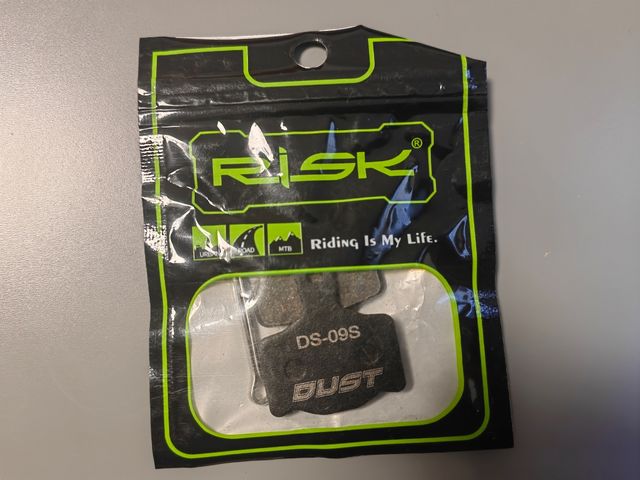 RiSK®
URBAN ROAD MTB Riding Is My Life.
DS-09S
DUST